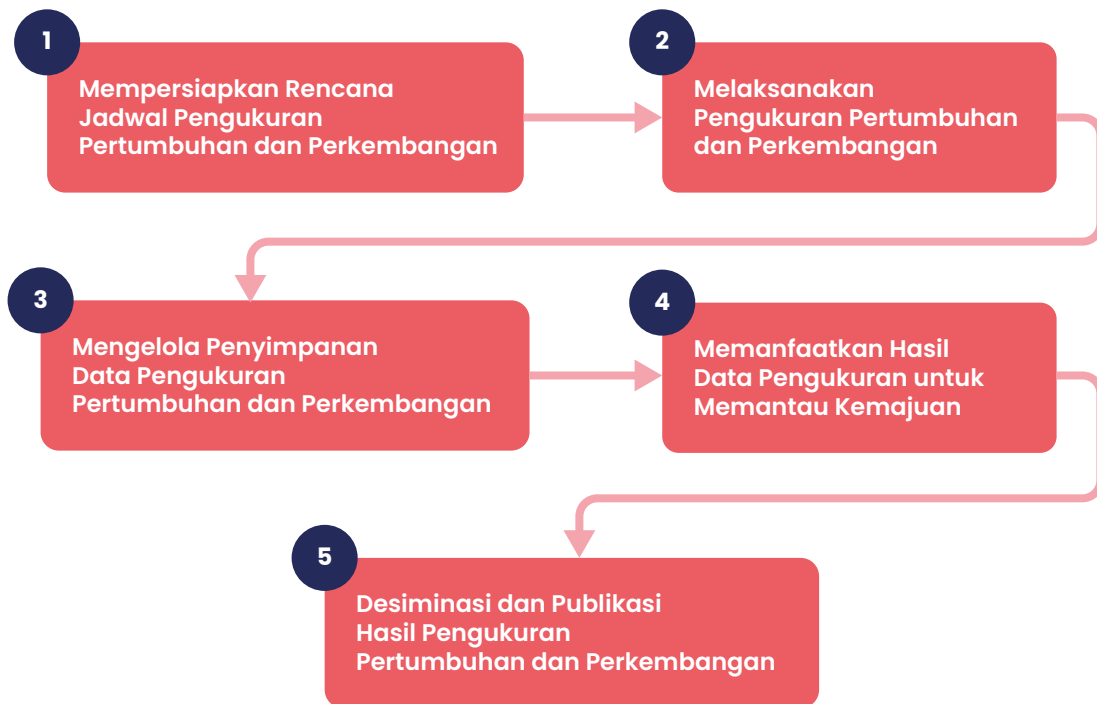 1
Mempersiapkan Rencana
Jadwal Pengukuran
Pertumbuhan dan Perkembangan
2
Melaksanakan
Pengukuran Pertumbuhan
dan Perkembangan
3
Mengelola Penyimpanan
Data Pengukuran
Pertumbuhan dan Perkembangan
4
Memanfaatkan Hasil
Data Pengukuran untuk
Memantau Kemajuan
5
Desiminasi dan Publikasi
Hasil Pengukuran
Pertumbuhan dan Perkembangan